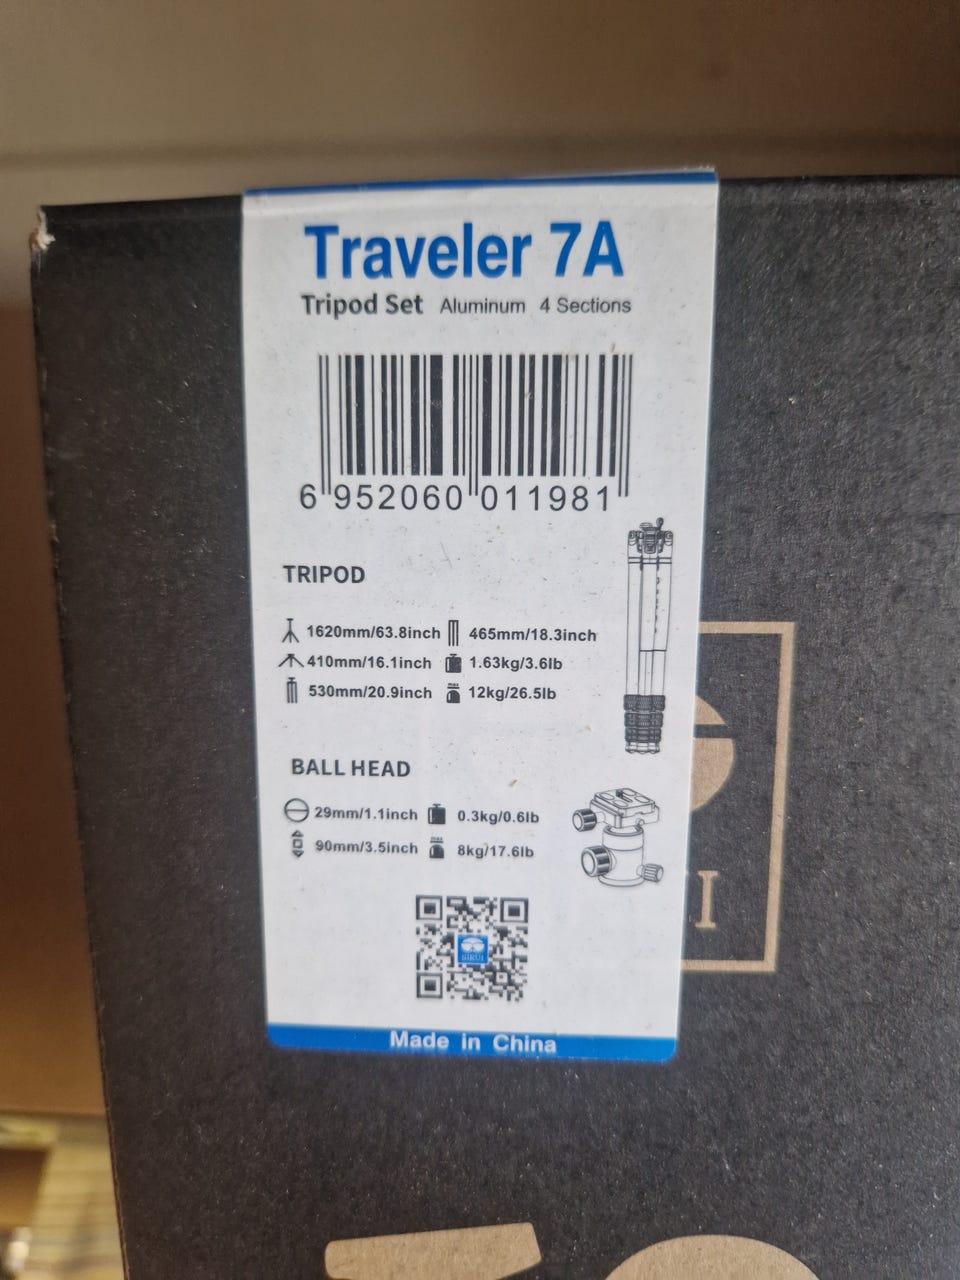 Traveler 7A
Tripod Set Aluminum 4 Sections
6 952060 011981
TRIPOD
1620mm/63.8inch 465mm/18.3inch
410mm/16.1inch 1.63kg/3.6lb
530mm/20.9inch max 12kg/26.5lb
BALL HEAD
29mm/1.1inch 0.3kg/0.6lb
90mm/3.5inch max 8kg/17.6lb
SIRUI
Made in China
I